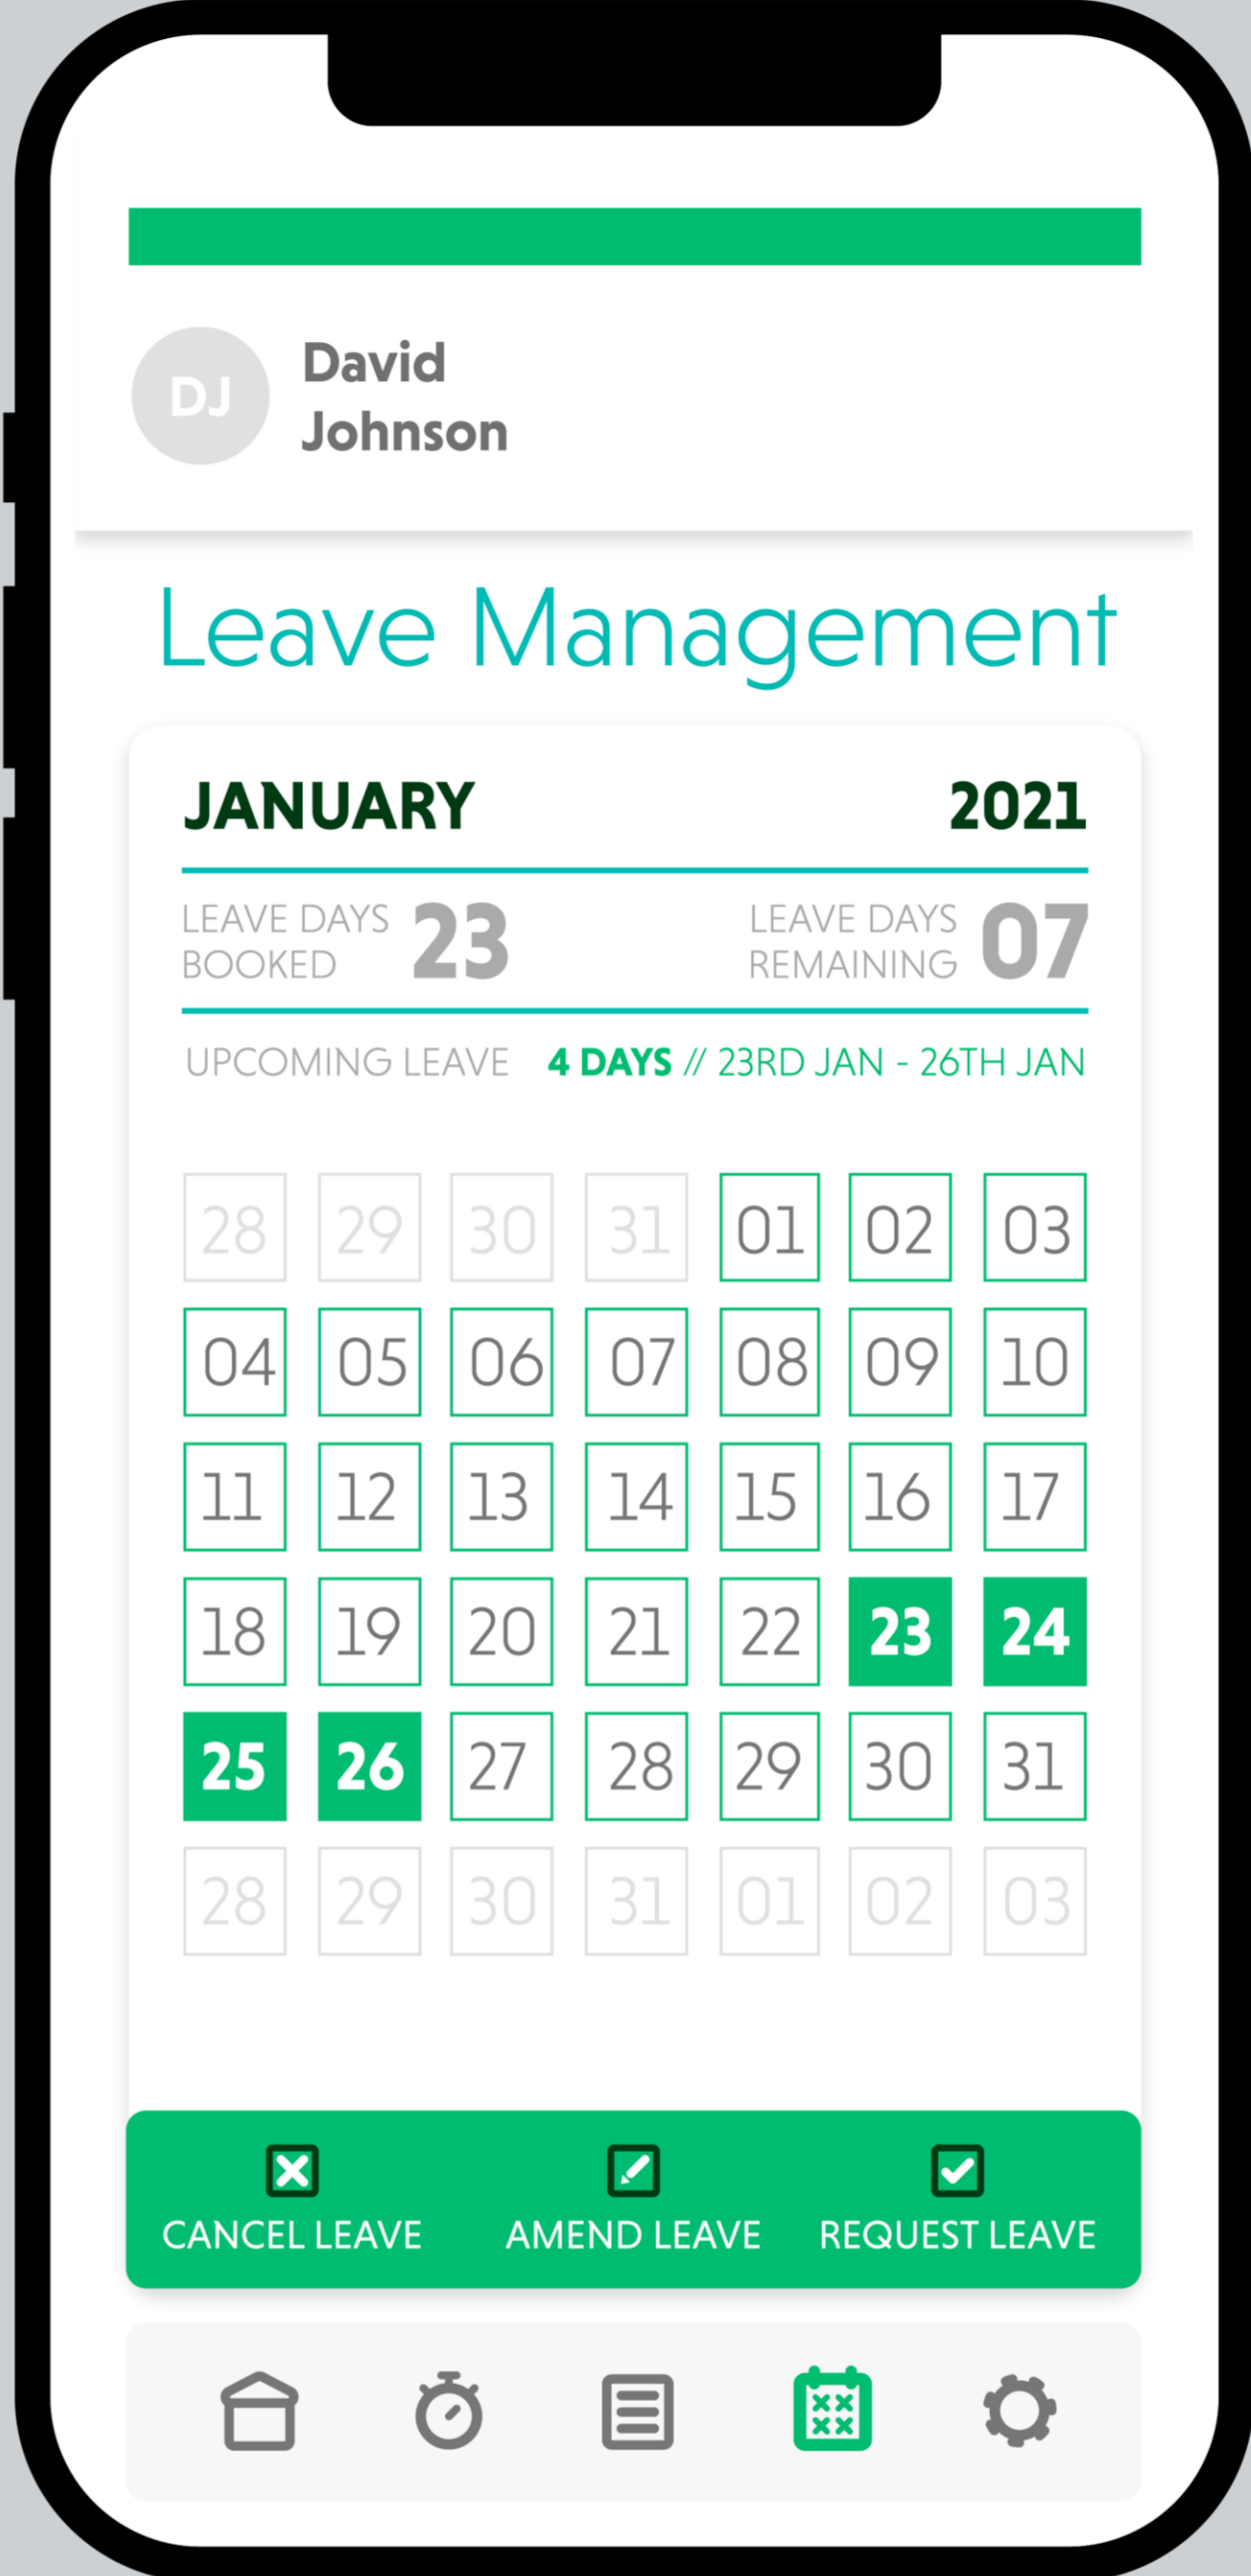 DJ
David
Johnson
Leave Management
JANUARY 2021
LEAVE DAYS BOOKED 23 LEAVE DAYS REMAINING 07
UPCOMING LEAVE 4 DAYS // 23RD JAN - 26TH JAN
28 29 30 31 01 02 03
04 05 06 07 08 09 10
11 12 13 14 15 16 17
18 19 20 21 22 23 24
25 26 27 28 29 30 31
28 29 30 31 01 02 03
CANCEL LEAVE AMEND LEAVE REQUEST LEAVE